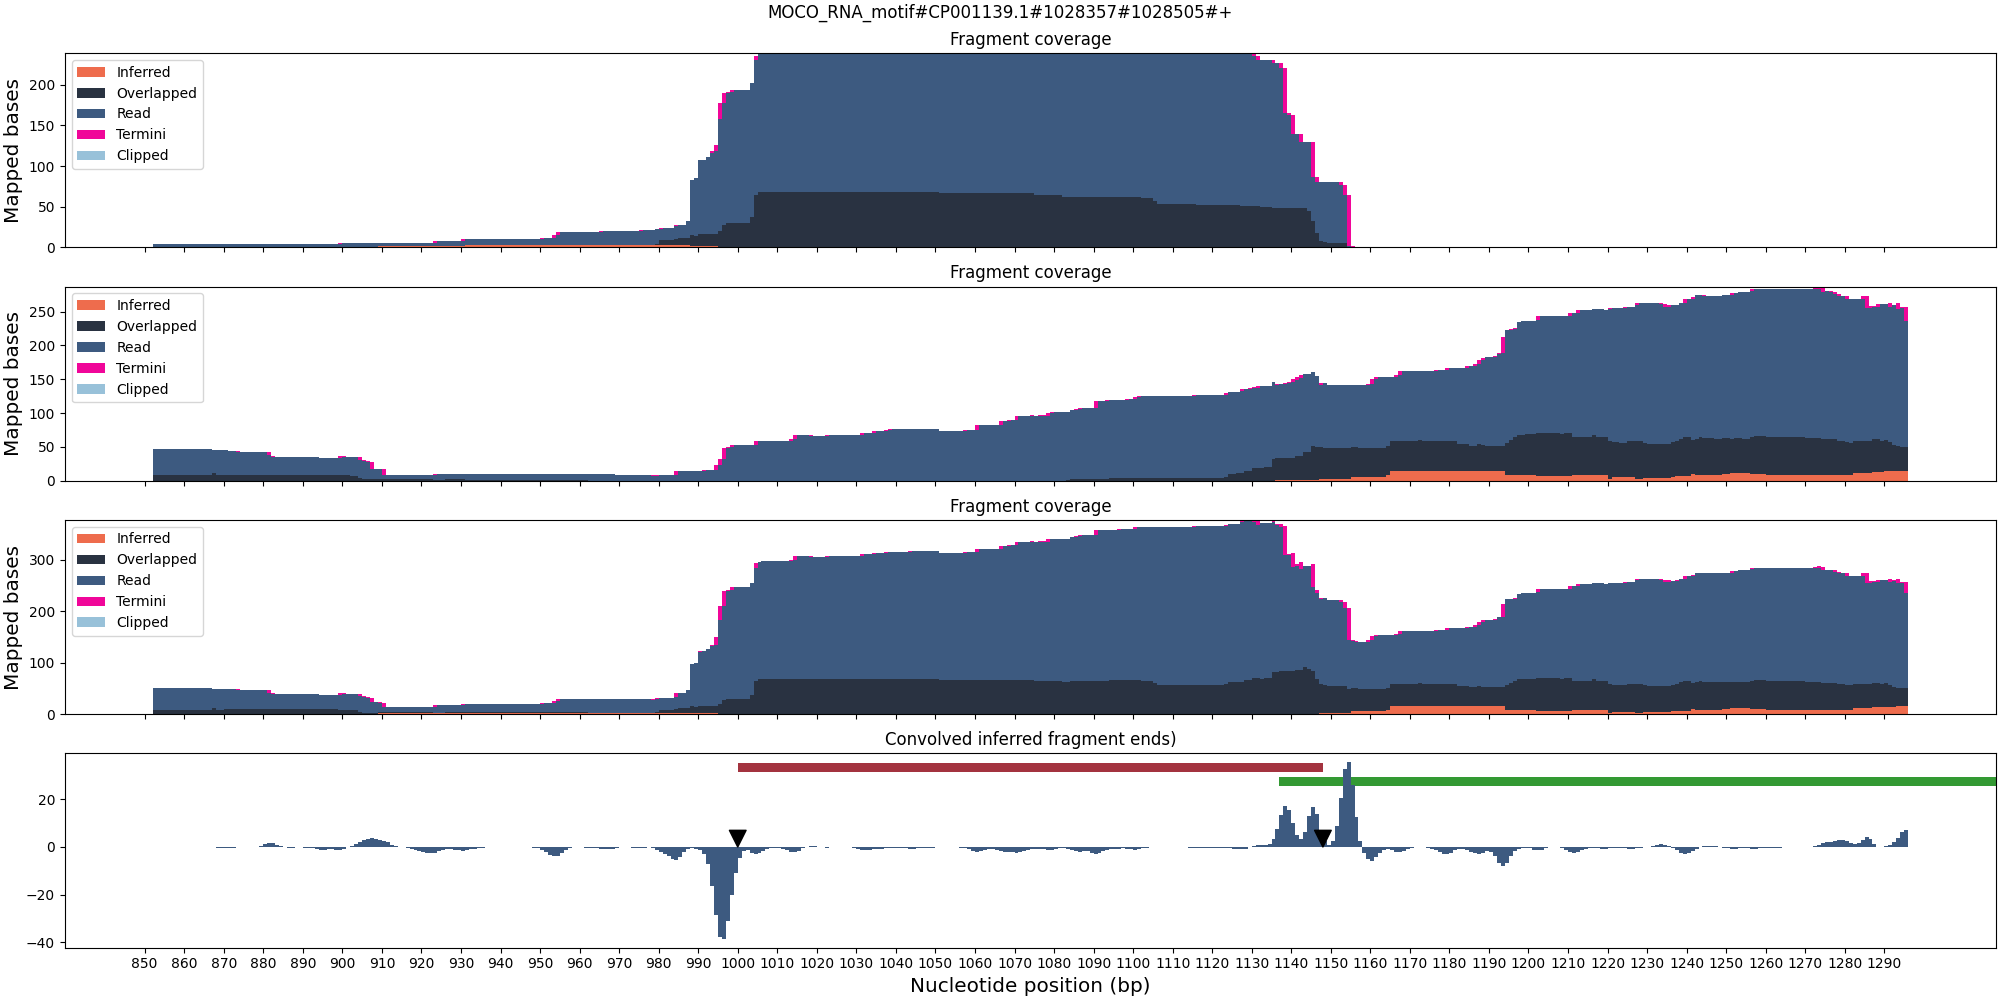 MOCO_RNA_motif#CP001139.1#1028357#1028505#+
Fragment coverage
Mapped bases
200
150
100
50
0
Inferred
Overlapped
Read
Termini
Clipped
Fragment coverage
Mapped bases
250
200
150
100
50
0
Inferred
Overlapped
Read
Termini
Clipped
Fragment coverage
Mapped bases
300
200
100
0
Inferred
Overlapped
Read
Termini
Clipped
Convolved inferred fragment ends)
20
0
−20
−40
850 860 870 880 890 900 910 920 930 940 950 960 970 980 990 1000 1010 1020 1030 1040 1050 1060 1070 1080 1090 1100 1110 1120 1130 1140 1150 1160 1170 1180 1190 1200 1210 1220 1230 1240 1250 1260 1270 1280 1290
Nucleotide position (bp)